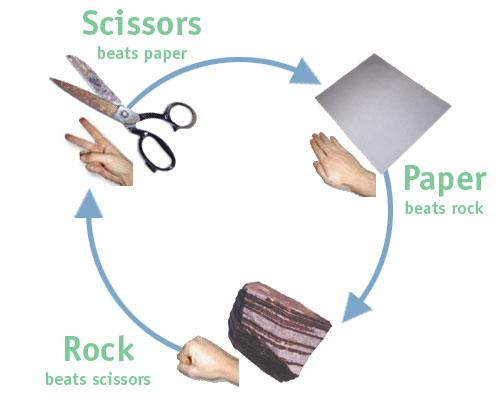 Scissors
beats paper
Paper
beats rock
Rock
beats scissors